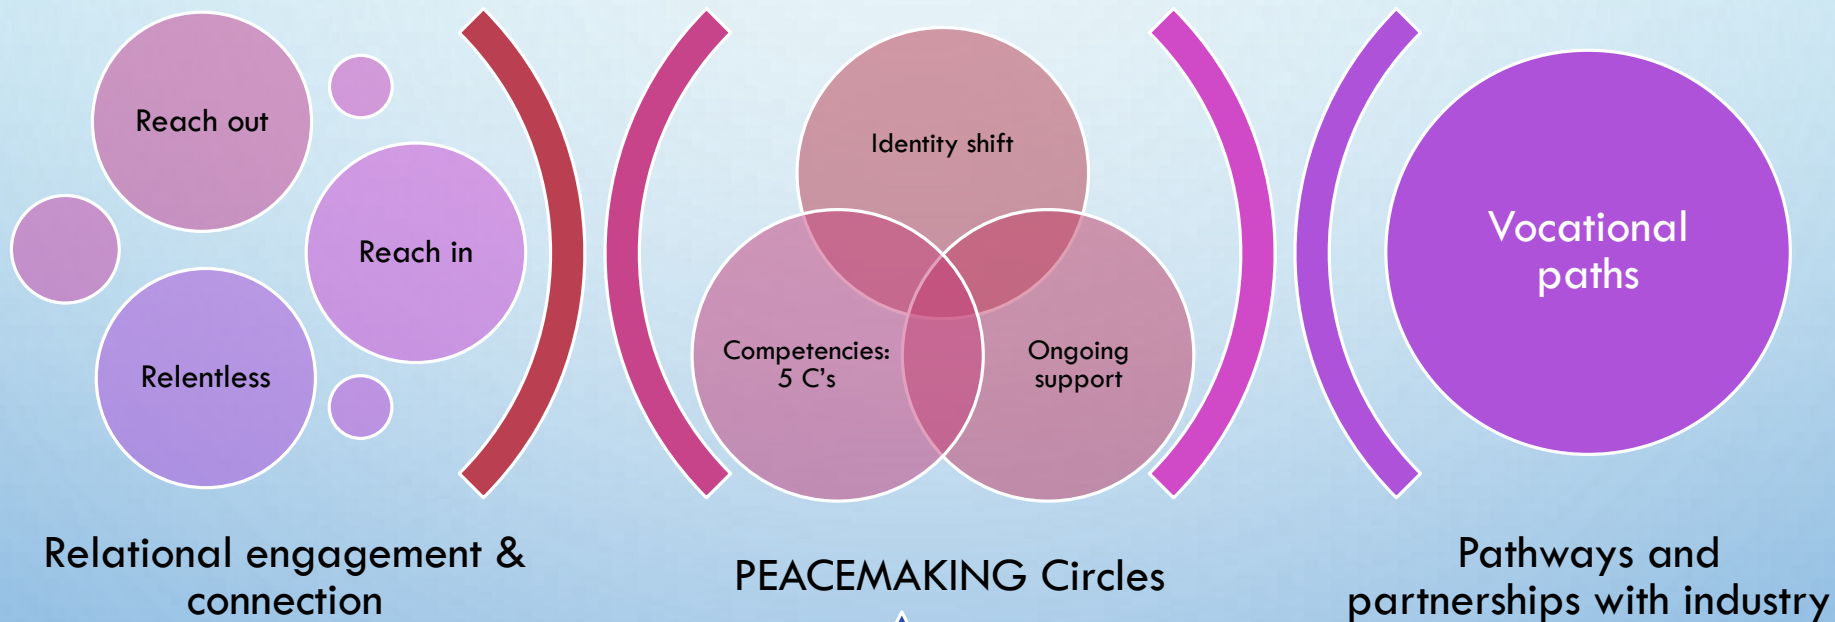 Reach out
Reach in
Relentless
Relational engagement &
connection
Identity shift
Competencies:
5 C's
Ongoing
support
PEACEMAKING Circles
Vocational
paths
Pathways and
partnerships with industry